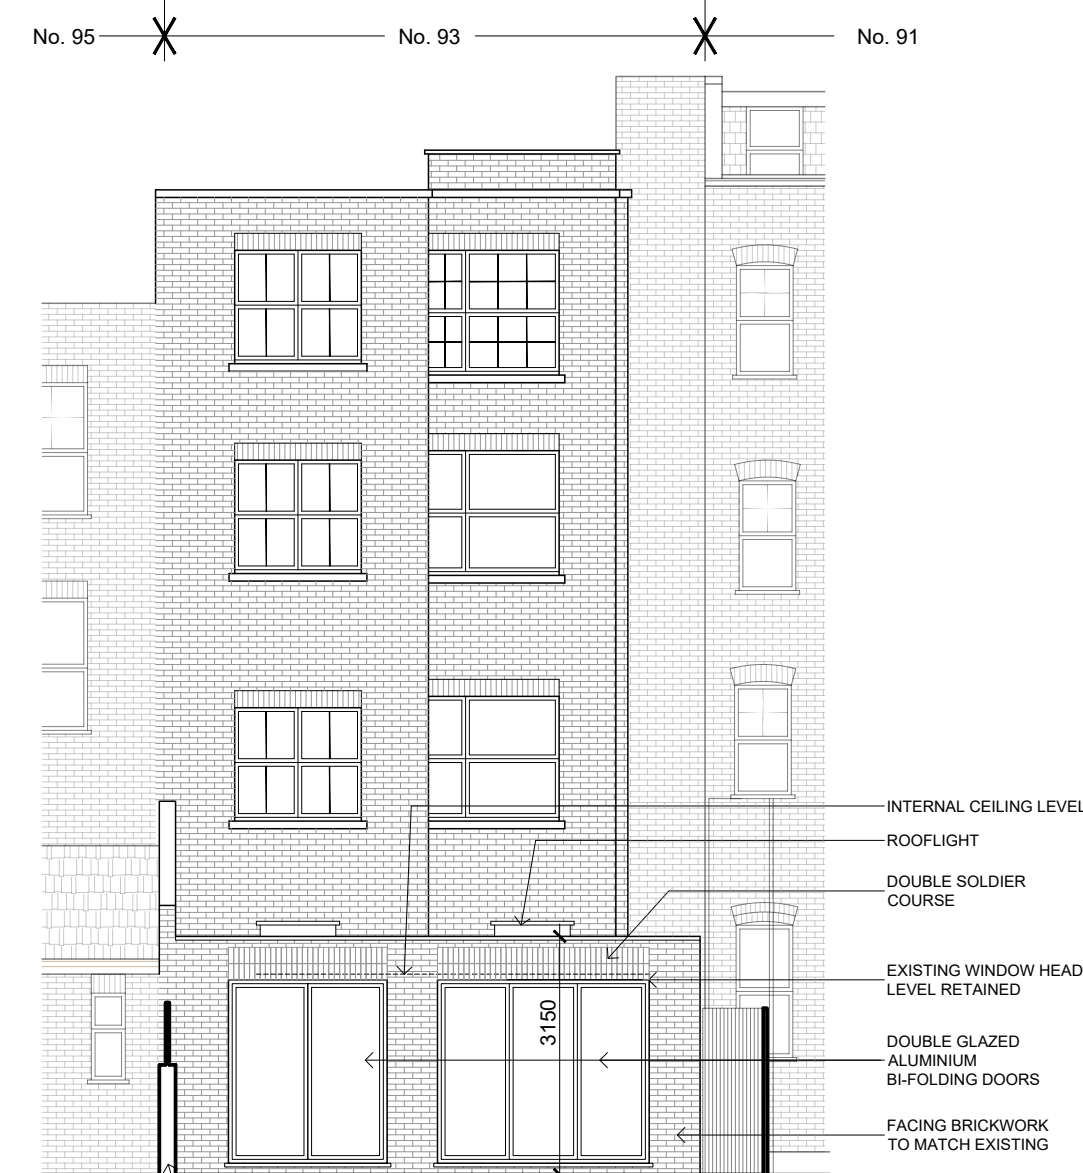 No. 95
No. 93
No. 91
INTERNAL CEILING LEVEL
ROOFLIGHT
DOUBLE SOLDIER
COURSE
EXISTING WINDOW HEAD
LEVEL RETAINED
3150
DOUBLE GLAZED
ALUMINIUM
BI-FOLDING DOORS
FACING BRICKWORK
TO MATCH EXISTING